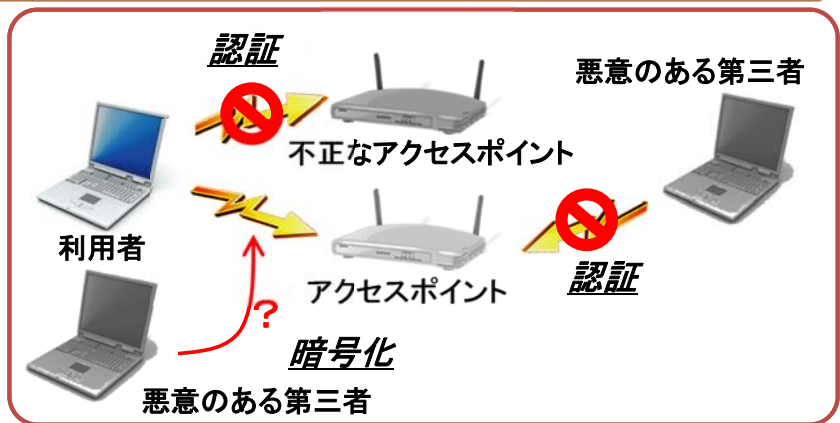 認証
悪意のある第三者
不正なアクセスポイント
利用者
アクセスポイント
認証
?
暗号化
悪意のある第三者